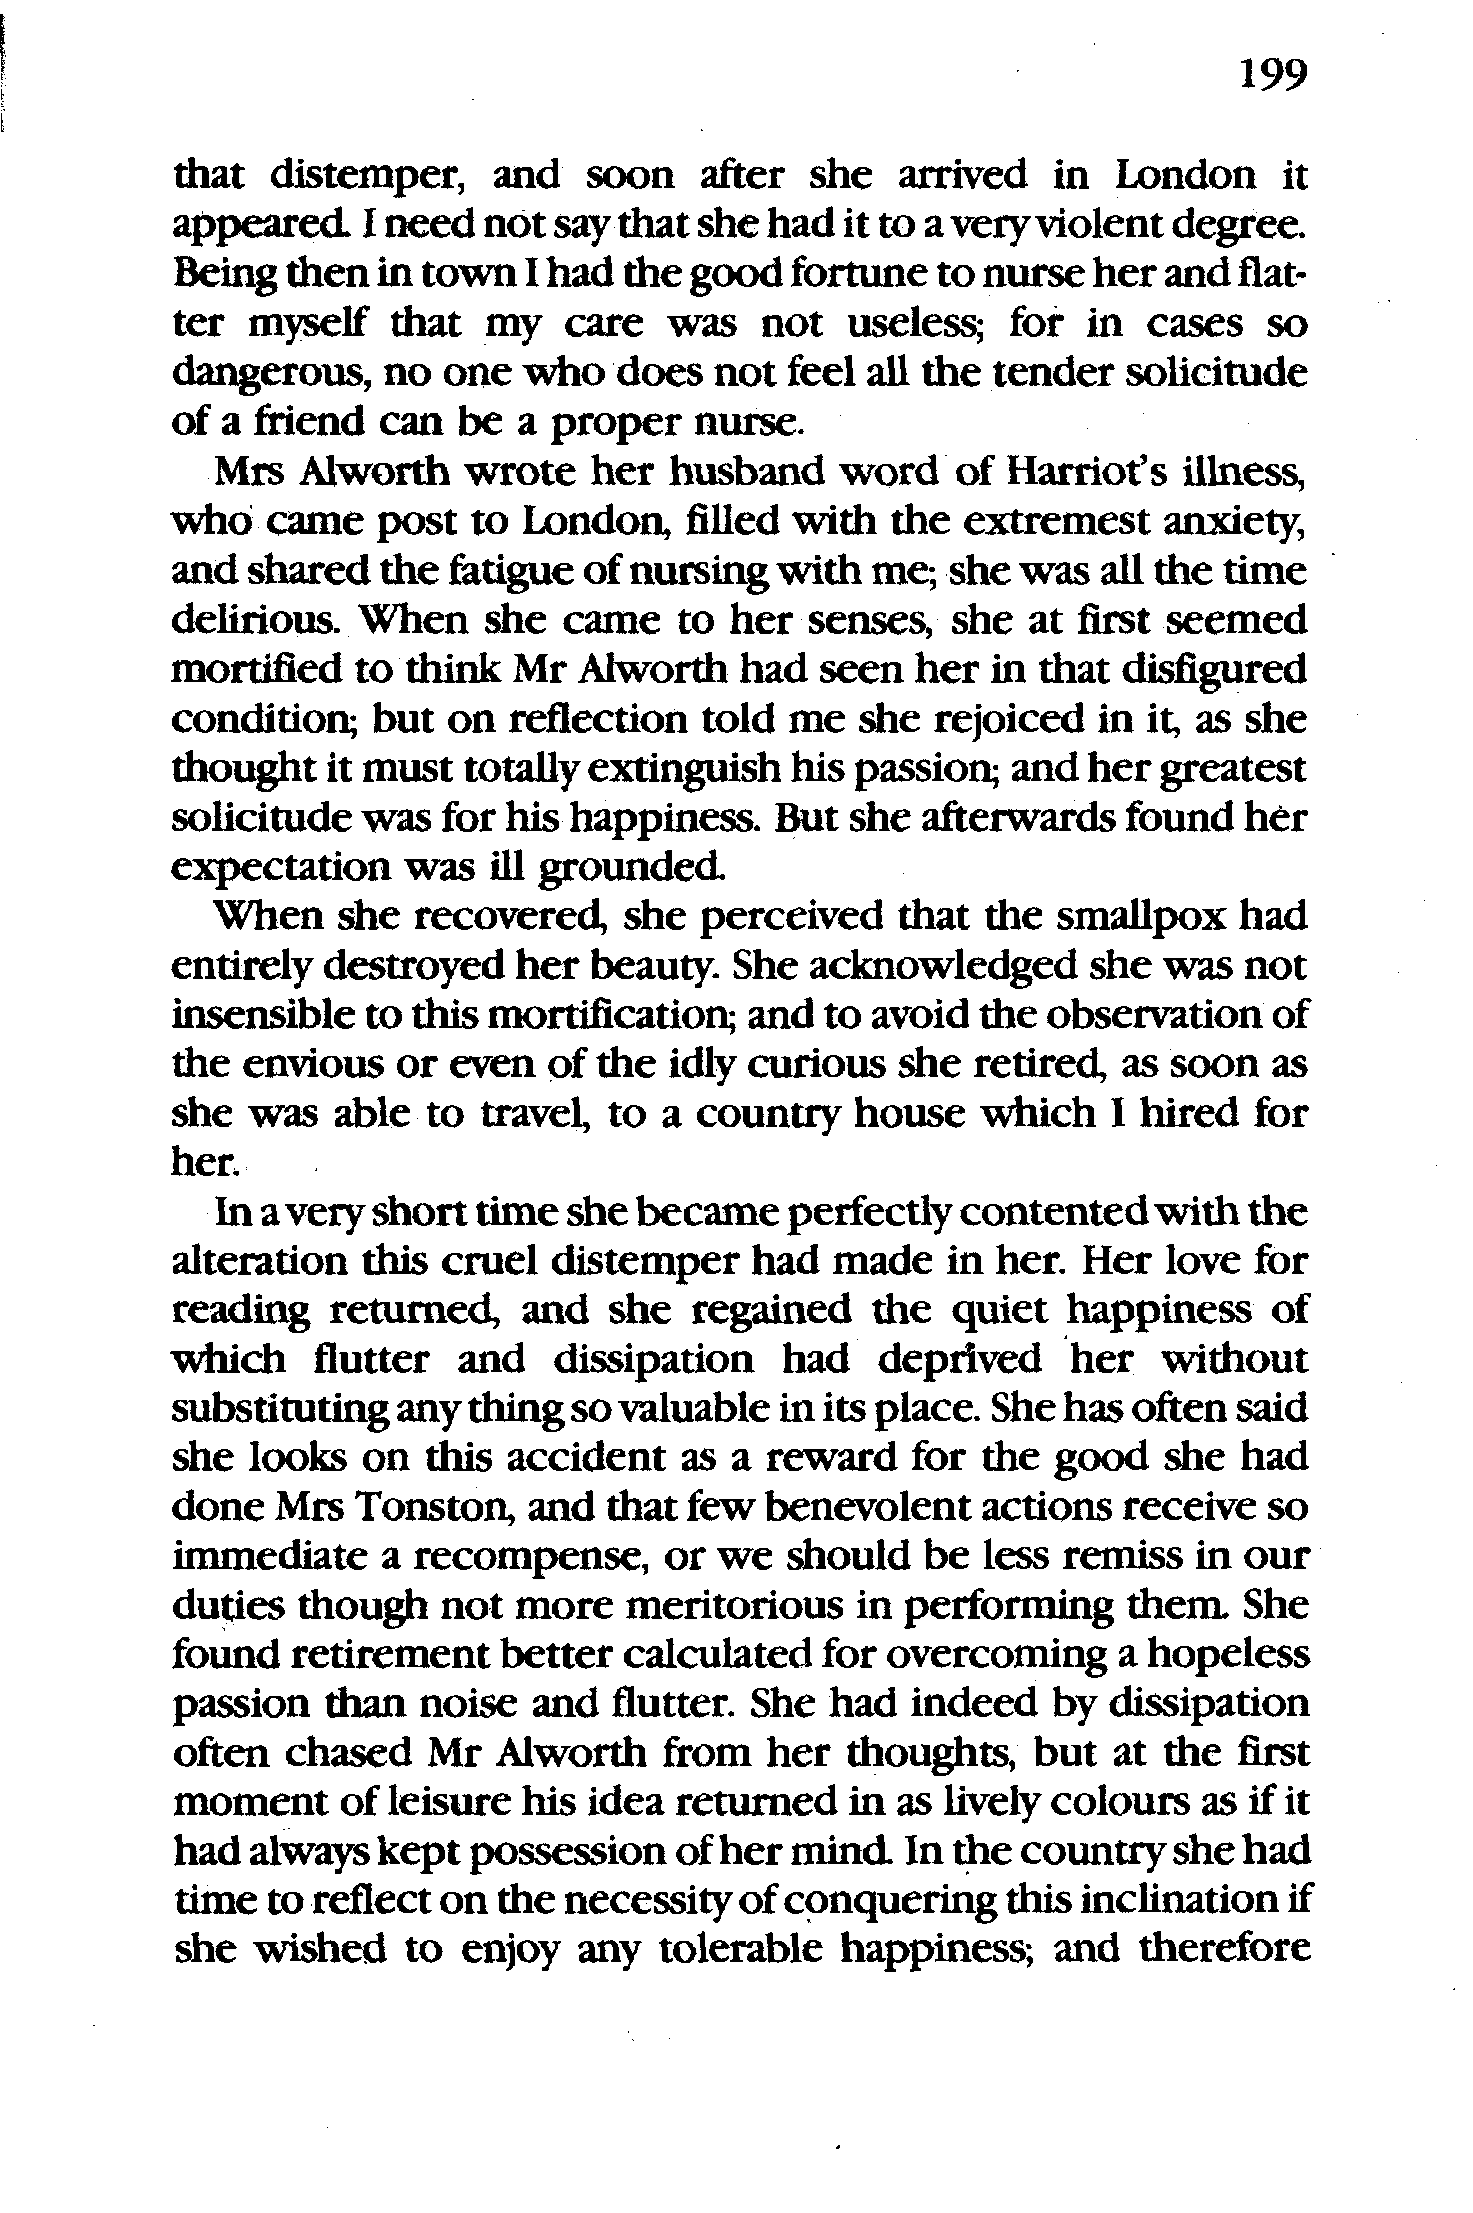 199
that distemper, and soon after she arrived in London it
appeared. I need not say that she had it to a very violent degree.
Being then in town I had the good fortune to nurse her and flat-
ter myself that my care was not useless; for in cases so
dangerous, no one who does not feel all the tender solicitude
of a friend can be a proper nurse.
Mrs Alworth wrote her husband word of Harriot's illness,
who came post to London, filled with the extremest anxiety,
and shared the fatigue of nursing with me; she was all the time
delirious. When she came to her senses, she at first seemed
mortified to think Mr Alworth had seen her in that disfigured
condition; but on reflection told me she rejoiced in it, as she
thought it must totally extinguish his passion; and her greatest
solicitude was for his happiness. But she afterwards found her
expectation was ill grounded.
When she recovered, she perceived that the smallpox had
entirely destroyed her beauty. She acknowledged she was not
insensible to this mortification; and to avoid the observation of
the envious or even of the idly curious she retired, as soon as
she was able to travel, to a country house which I hired for
her.
In a very short time she became perfectly contented with the
alteration this cruel distemper had made in her. Her love for
reading returned, and she regained the quiet happiness of
which flutter and dissipation had deprived her without
substituting any thing so valuable in its place. She has often said
she looks on this accident as a reward for the good she had
done Mrs Tonston, and that few benevolent actions receive so
immediate a recompense, or we should be less remiss in our
duties though not more meritorious in performing them. She
found retirement better calculated for overcoming a hopeless
passion than noise and flutter. She had indeed by dissipation
often chased Mr Alworth from her thoughts, but at the first
moment of leisure his idea returned in as lively colours as if it
had always kept possession of her mind. In the country she had
time to reflect on the necessity of conquering this inclination if
she wished to enjoy any tolerable happiness; and therefore